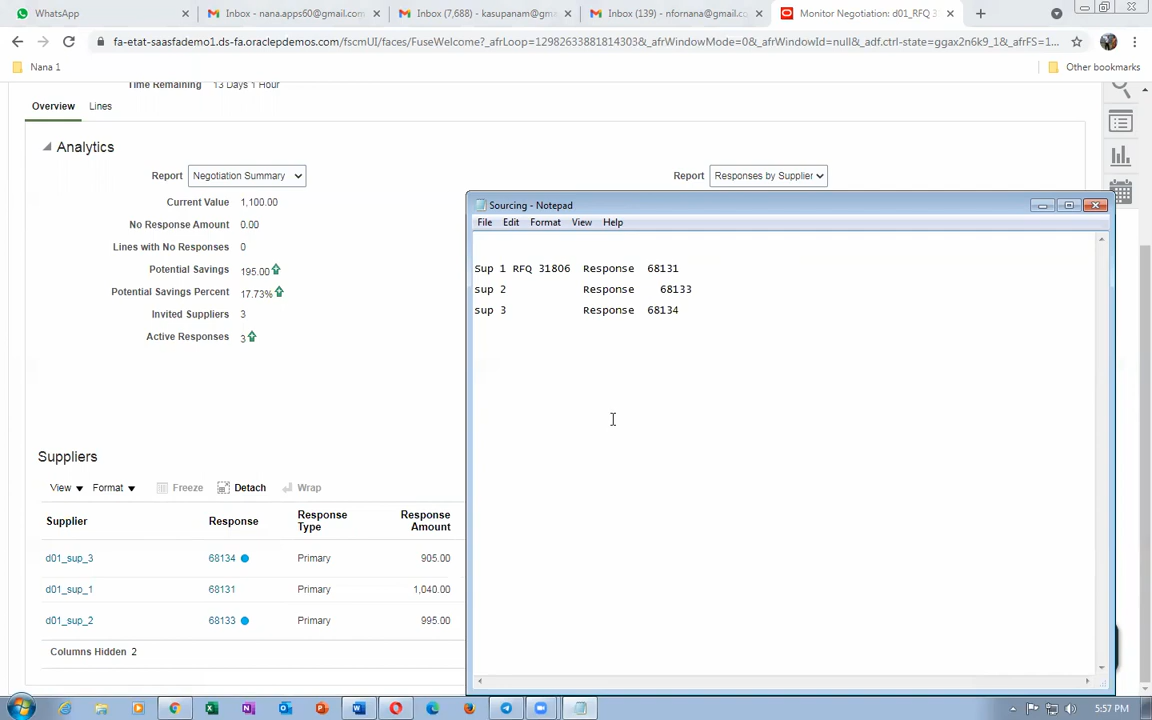 WhatsApp
Inbox - nana.apps60@gmail.com
Inbox (7,688) - kasupanam@gm
Inbox (139) - nfornana@gmail.co
Monitor Negotiation: d01_RFQ 3
fa-etat-saasfademo1.ds-fa.oraclepdemos.com/fscmUI/faces/FuseWelcome?_afrLoop=12982633881814303&_afrWindowMode=0&_afrWindowId=null&_adf.ctrl-state=ggax2n6k9_1&_afrFS=1...
Nana 1
Other bookmarks
Time Remaining 13 Days 1 Hour
Overview Lines
Analytics
Report Negotiation Summary
Report Responses by Supplier
Current Value 1,100.00
No Response Amount 0.00
Lines with No Responses 0
Potential Savings 195.00
Potential Savings Percent 17.73%
Invited Suppliers 3
Active Responses 3
Sourcing - Notepad
File Edit Format View Help
Sup 1 RFQ 31806 Response 68131
sup 2 Response 68133
sup 3 Response 68134
Suppliers
View Format Freeze Detach Wrap
Supplier Response Response Type Response Amount
d01_sup_3 68134 Primary 905.00
d01_sup_1 68131 Primary 1,040.00
d01_sup_2 68133 Primary 995.00
Columns Hidden 2
5:57 PM